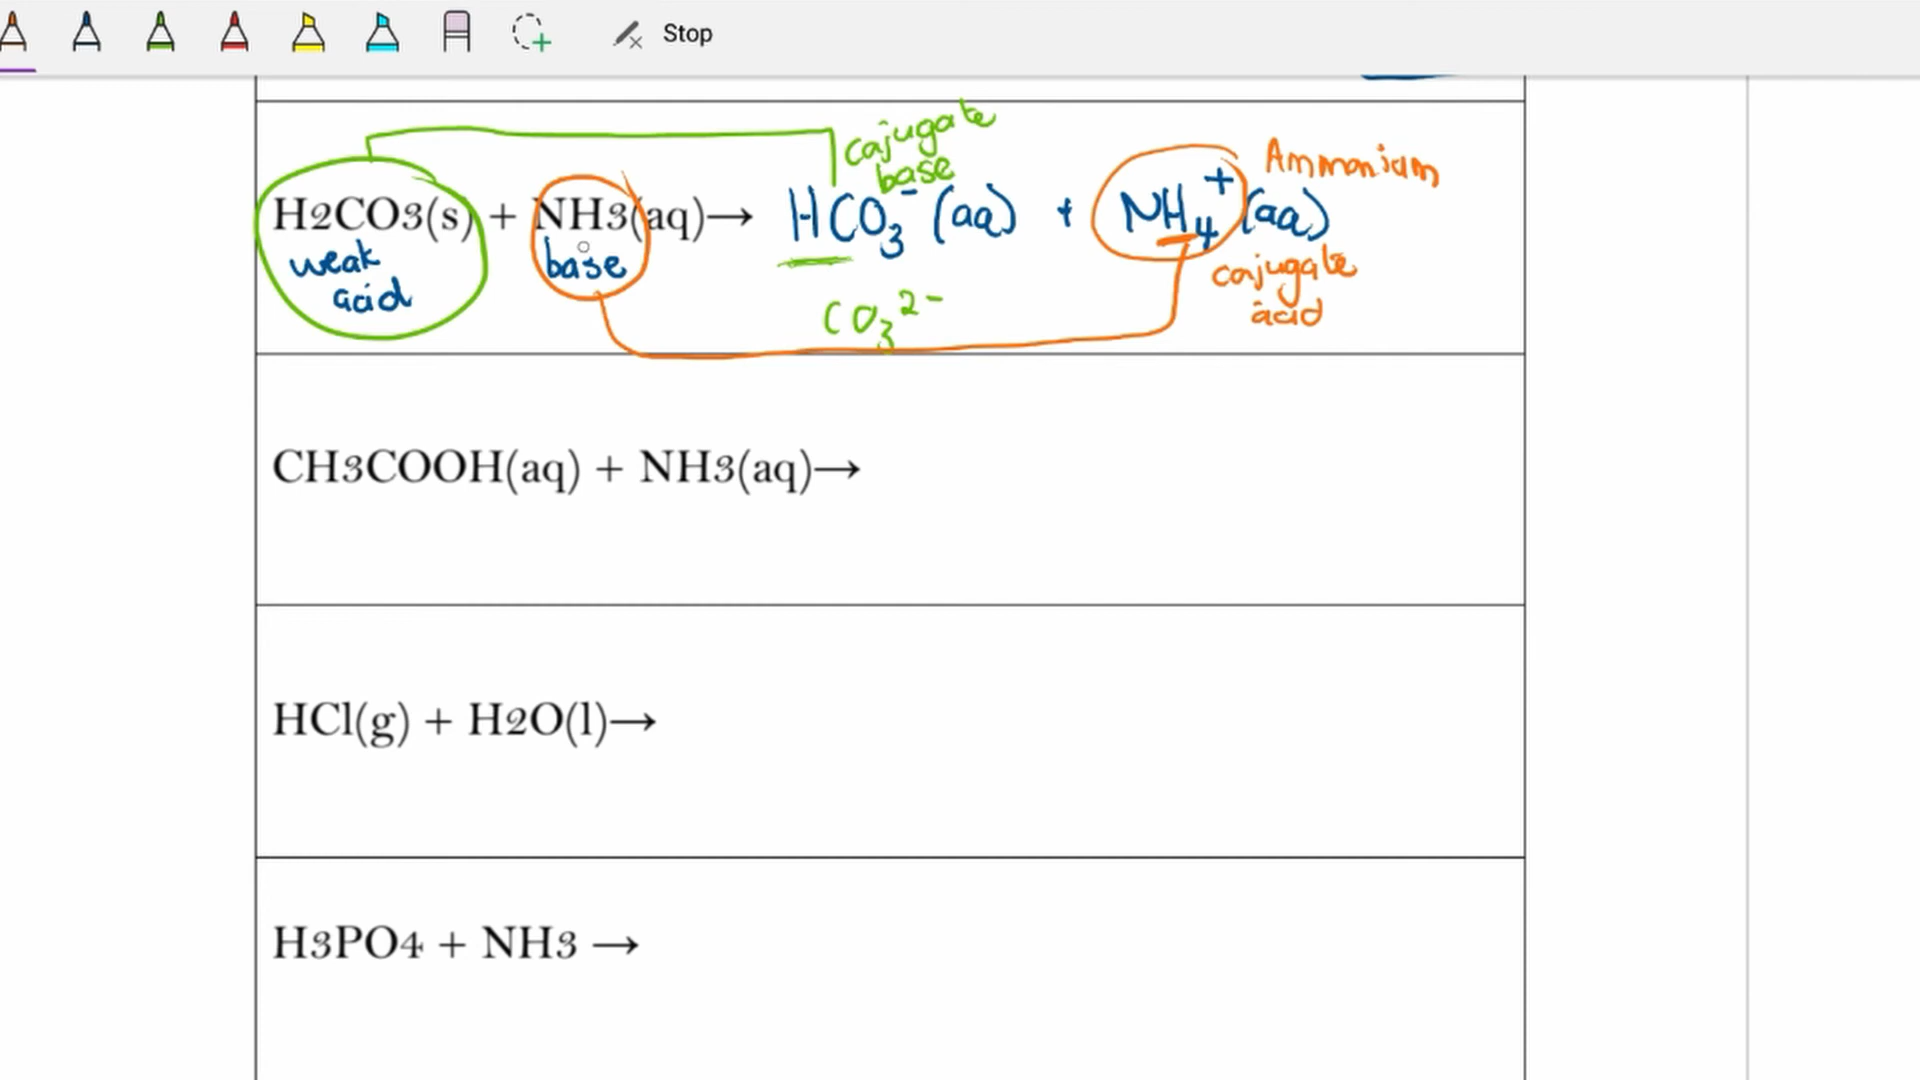 Stop
cajugate
base
Ammonium
H2CO3(s) + NH3(aq)→ HCO₃⁻ (aq) + NH₄⁺ (aq)
weak
acid
base
cajugate
acid
CO₃²⁻
CH3COOH(aq) + NH3(aq)→
HCl(g) + H2O(l)→
H3PO4 + NH3 →